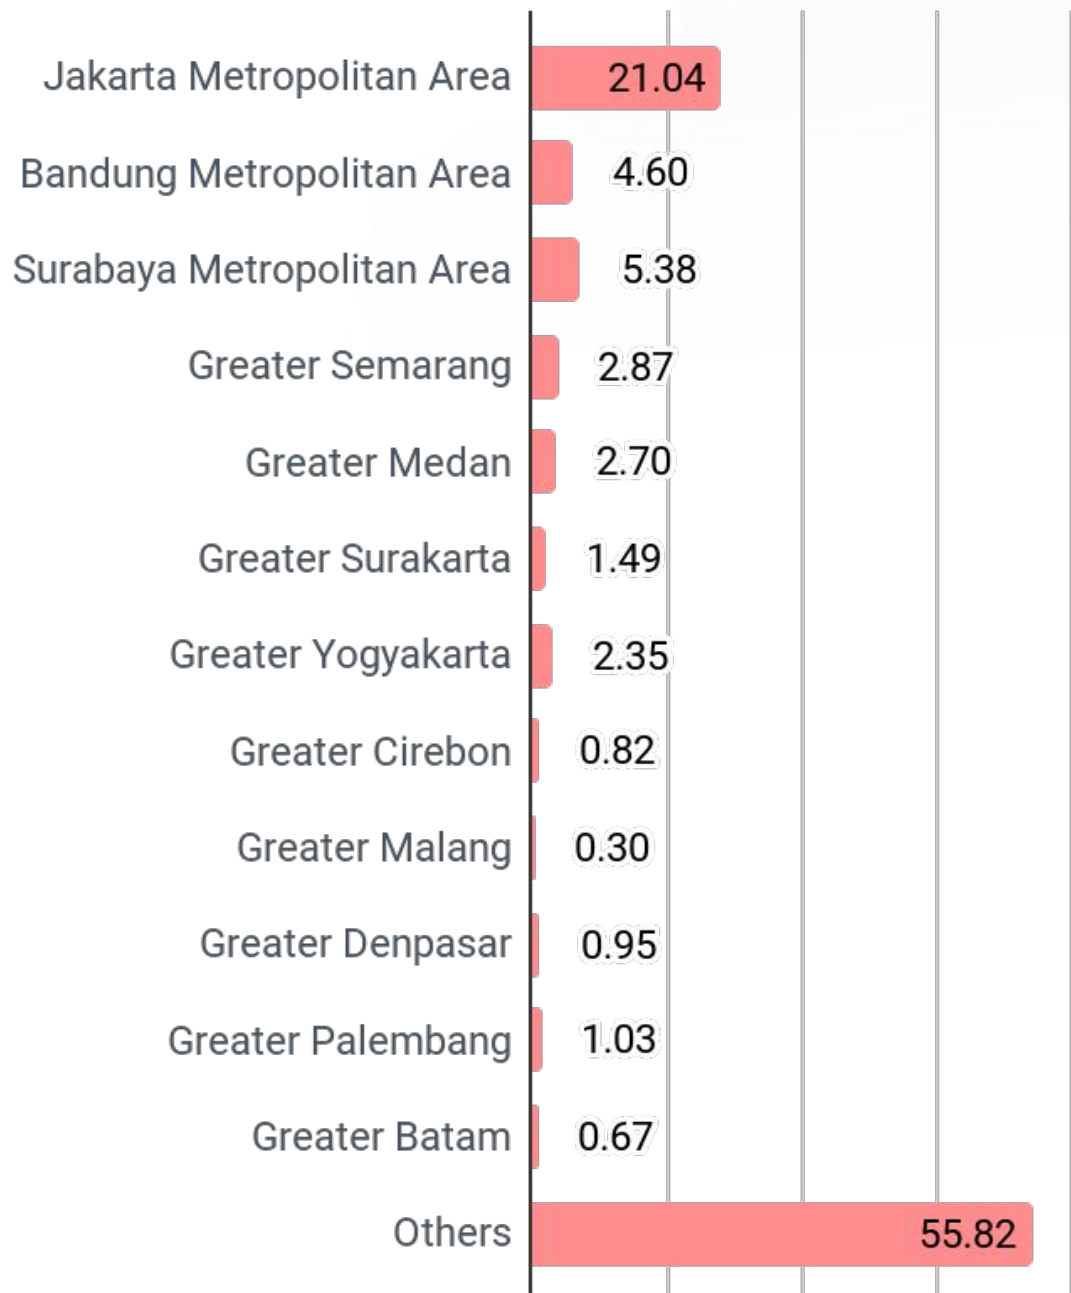 Jakarta Metropolitan Area 21.04
Bandung Metropolitan Area 4.60
Surabaya Metropolitan Area 5.38
Greater Semarang 2.87
Greater Medan 2.70
Greater Surakarta 1.49
Greater Yogyakarta 2.35
Greater Cirebon 0.82
Greater Malang 0.30
Greater Denpasar 0.95
Greater Palembang 1.03
Greater Batam 0.67
Others 55.82